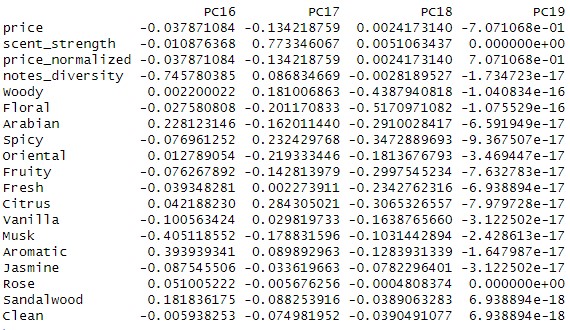 PC16 PC17 PC18 PC19
price -0.037871084 -0.134218759 0.0024173140 -7.071068e-01
scent_strength -0.010876368 0.773346067 0.0051063437 0.000000e+00
price_normalized -0.037871084 -0.134218759 0.0024173140 7.071068e-01
notes_diversity -0.745780385 0.086834669 -0.0028189527 -1.734723e-17
Woody 0.002200022 0.181006863 -0.4387940818 -1.040834e-16
Floral -0.027580808 -0.201170833 -0.5170971082 -1.075529e-16
Arabian 0.228123146 -0.162011440 -0.2910028417 -6.591949e-17
Spicy -0.076961252 0.232429768 -0.3472889693 -9.367507e-17
Oriental 0.012789054 -0.219333446 -0.1813676793 -3.469447e-17
Fruity -0.076267892 -0.142813979 -0.2997545234 -7.632783e-17
Fresh -0.039348281 0.002273911 -0.2342762316 -6.938894e-17
Citrus 0.042188230 0.284305021 -0.3065326557 -7.979728e-17
Vanilla -0.100563424 0.029819733 -0.1638765660 -3.122502e-17
Musk -0.405118552 -0.178831596 -0.1031442894 -2.428613e-17
Aromatic 0.393939341 0.089892963 -0.1283931339 -1.647987e-17
Jasmine -0.087545506 -0.033619663 -0.0782296401 -3.122502e-17
Rose 0.051005222 -0.005676256 -0.0004808374 0.000000e+00
Sandalwood 0.181836175 -0.088253916 -0.0389063283 6.938894e-18
Clean -0.005938253 -0.074981952 -0.0390491077 6.938894e-18